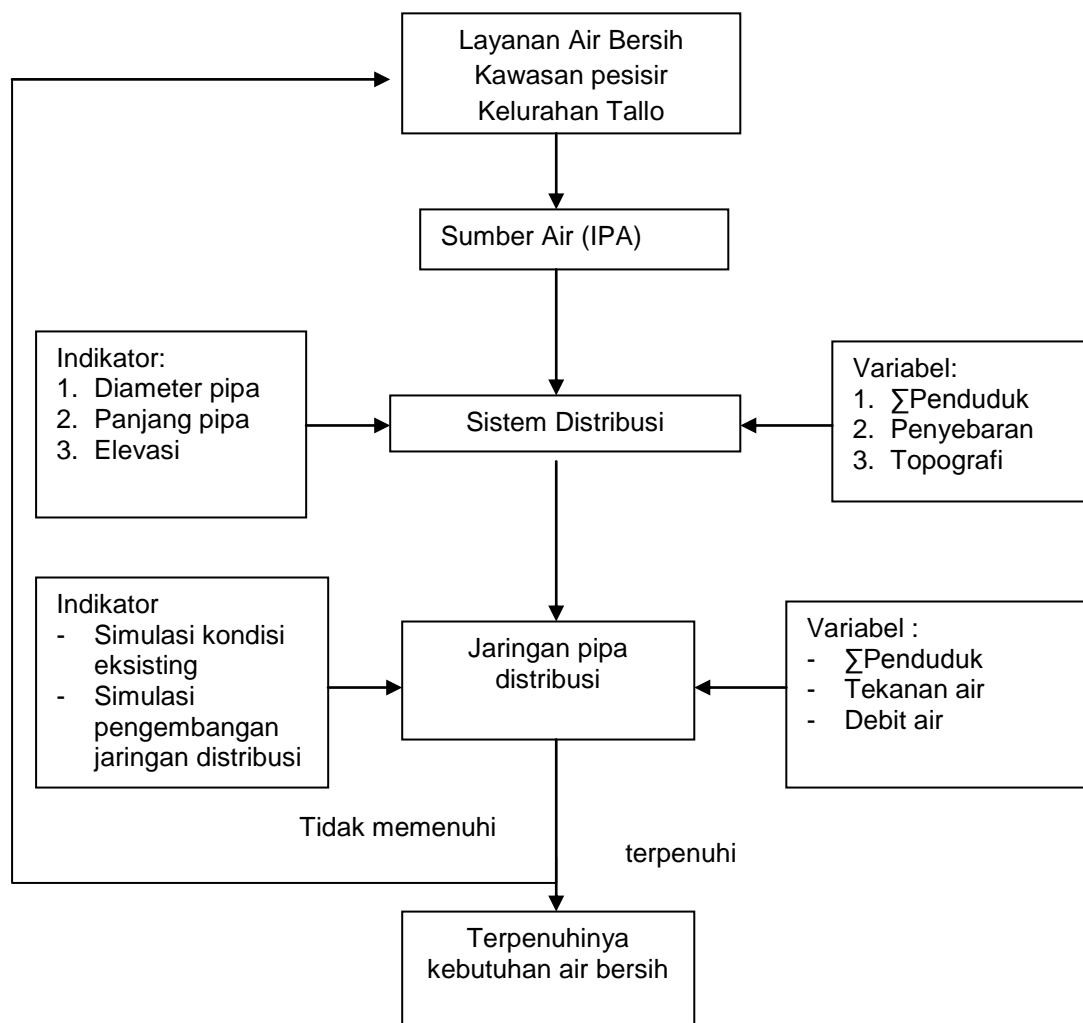 Layanan Air Bersih
Kawasan pesisir
Kelurahan Tallo
Sumber Air (IPA)
Indikator:
1. Diameter pipa
2. Panjang pipa
3. Elevasi
Sistem Distribusi
Variabel:
1. ∑Penduduk
2. Penyebaran
3. Topografi
Indikator
- Simulasi kondisi
eksisting
- Simulasi
pengembangan
jaringan distribusi
Jaringan pipa
distribusi
Variabel :
- ∑Penduduk
- Tekanan air
- Debit air
Tidak memenuhi
terpenuhi
Terpenuhinya
kebutuhan air bersih